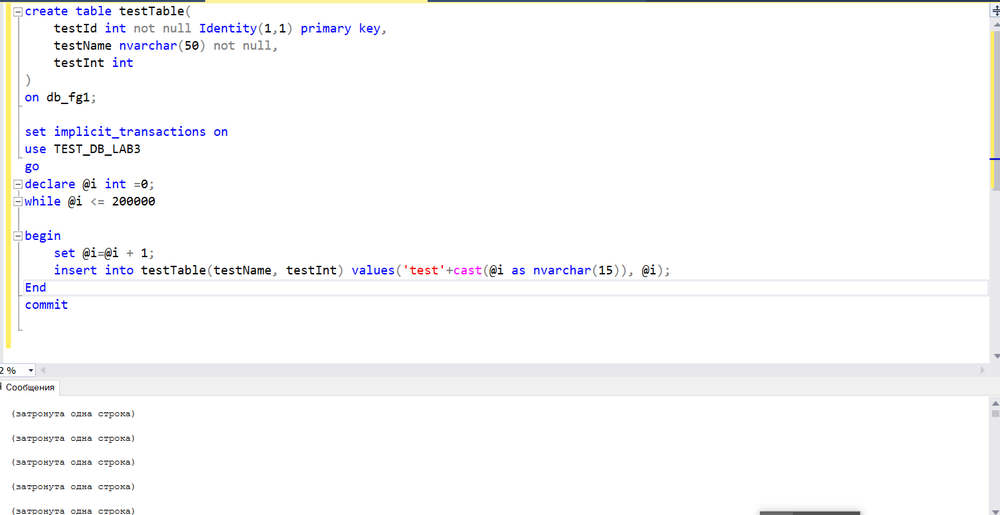 create table testTable(
testId int not null Identity(1,1) primary key,
testName nvarchar(50) not null,
testInt int
)
on db_fg1;
set implicit_transactions on
use TEST_DB_LAB3
go
declare @i int =0;
while @i <= 200000
begin
set @i=@i + 1;
insert into testTable(testName, testInt) values('test'+cast(@i as nvarchar(15)), @i);
End
commit
2 %
Сообщения
(затронута одна строка)
(затронута одна строка)
(затронута одна строка)
(затронута одна строка)
(затронута одна строка)